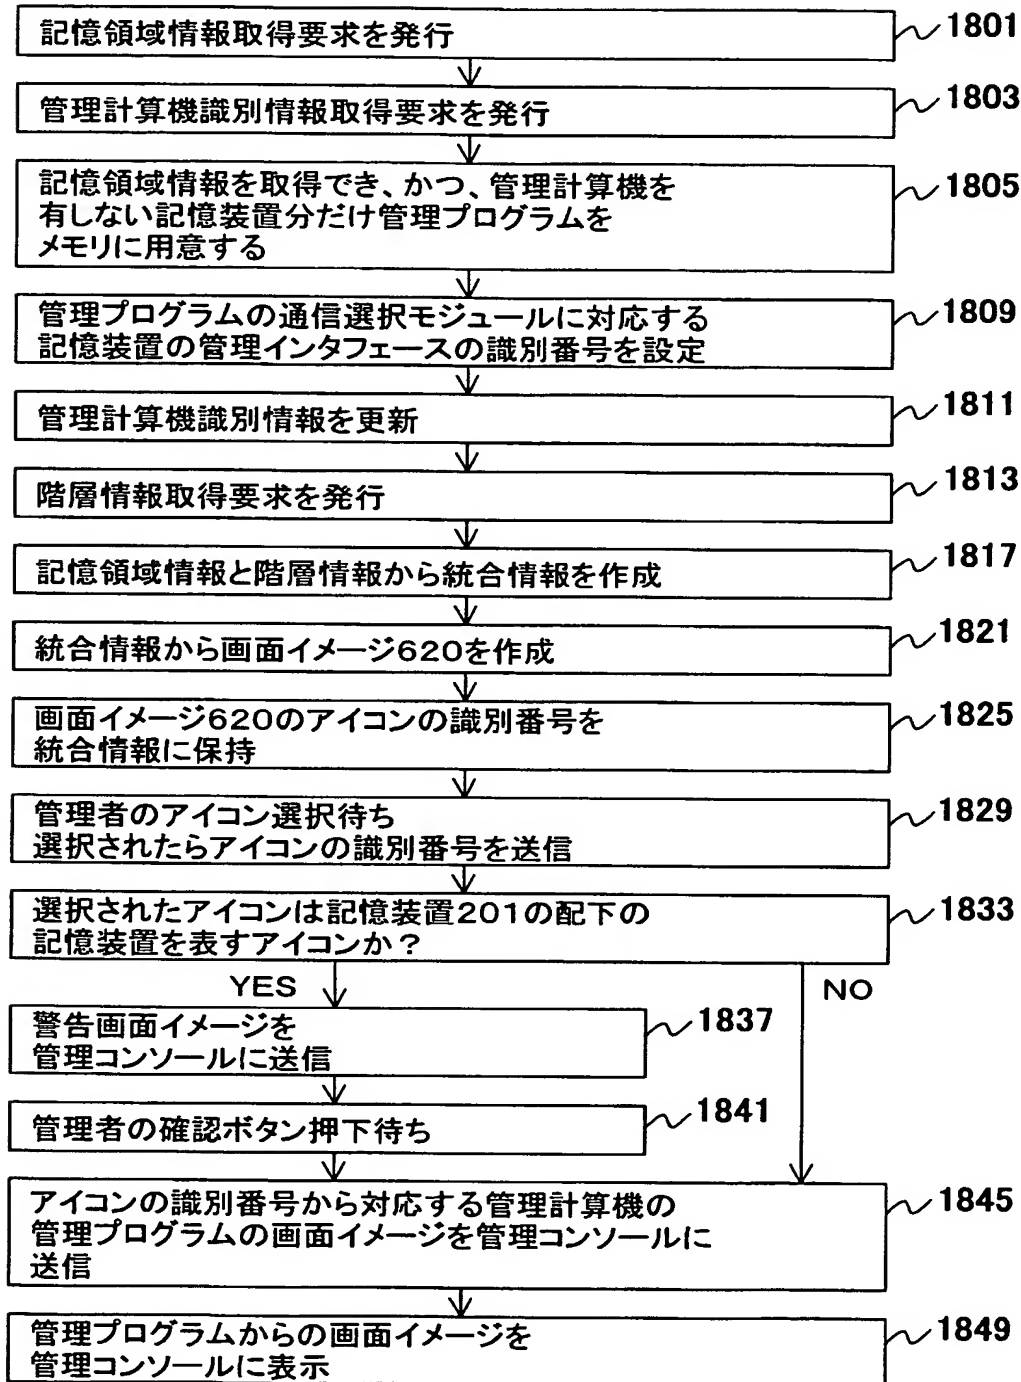 記憶領域情報取得要求を発行
1801
管理計算機識別情報取得要求を発行
1803
記憶領域情報を取得でき、かつ、管理計算機を
有しない記憶装置分だけ管理プログラムを
メモリに用意する
1805
管理プログラムの通信選択モジュールに対応する
記憶装置の管理インタフェースの識別番号を設定
1809
管理計算機識別情報を更新
1811
階層情報取得要求を発行
1813
記憶領域情報と階層情報から統合情報を作成
1817
統合情報から画面イメージ620を作成
1821
画面イメージ620のアイコンの識別番号を
統合情報に保持
1825
管理者のアイコン選択待ち
選択されたらアイコンの識別番号を送信
1829
選択されたアイコンは記憶装置201の配下の
記憶装置を表すアイコンか?
1833
YES
NO
警告画面イメージを
管理コンソールに送信
1837
管理者の確認ボタン押下待ち
1841
アイコンの識別番号から対応する管理計算機の
管理プログラムの画面イメージを管理コンソールに
送信
1845
管理プログラムからの画面イメージを
管理コンソールに表示
1849